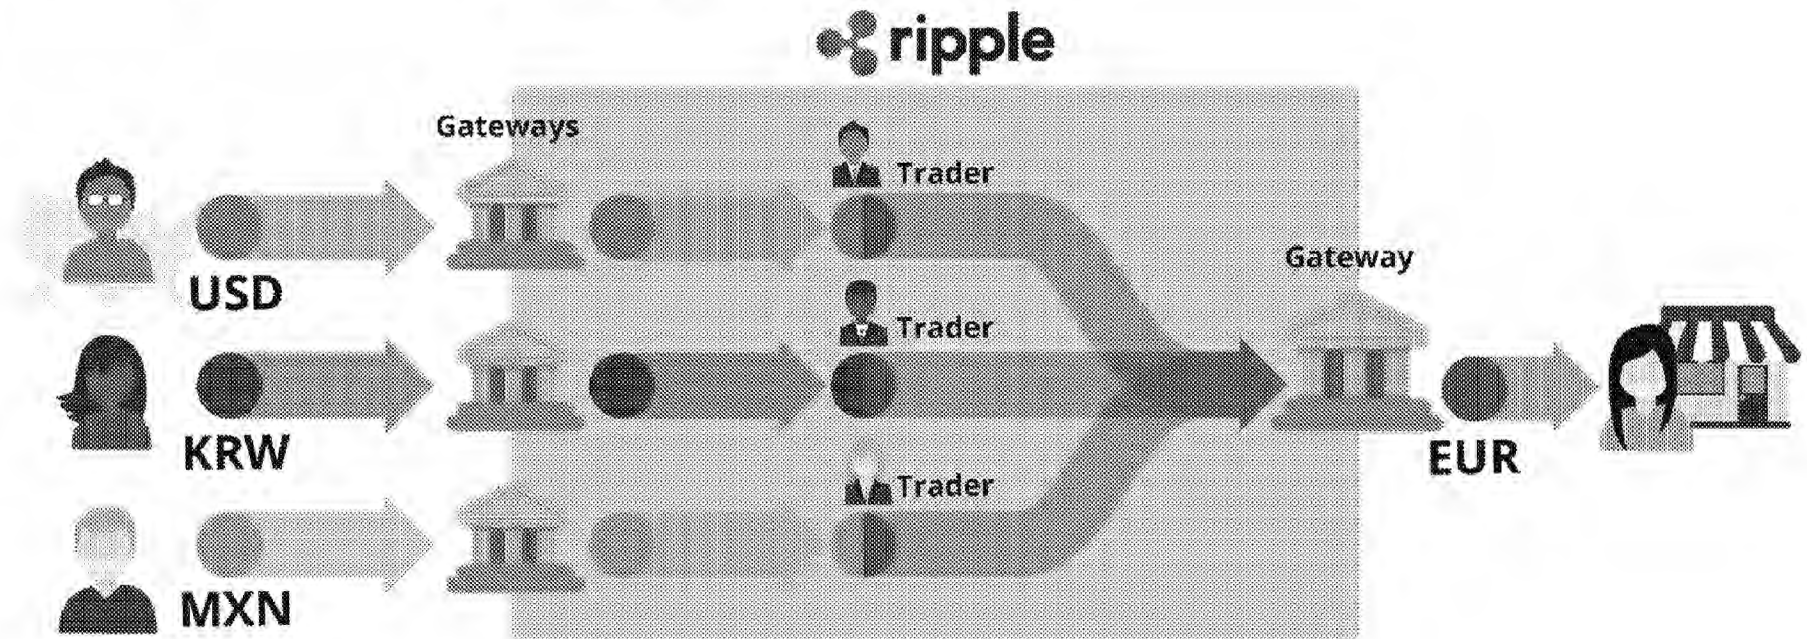 ripple
Gateways
Trader
USD
Gateway
Trader
KRW
EUR
Trader
MXN